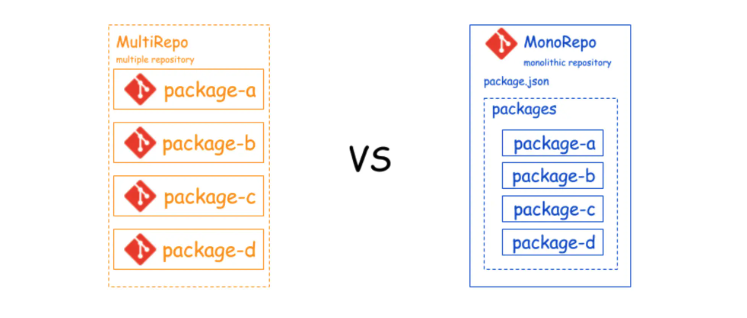 MultiRepo
multiple repository
package-a
package-b
package-c
package-d
VS
MonoRepo
monolithic repository
package.json
packages
package-a
package-b
package-c
package-d